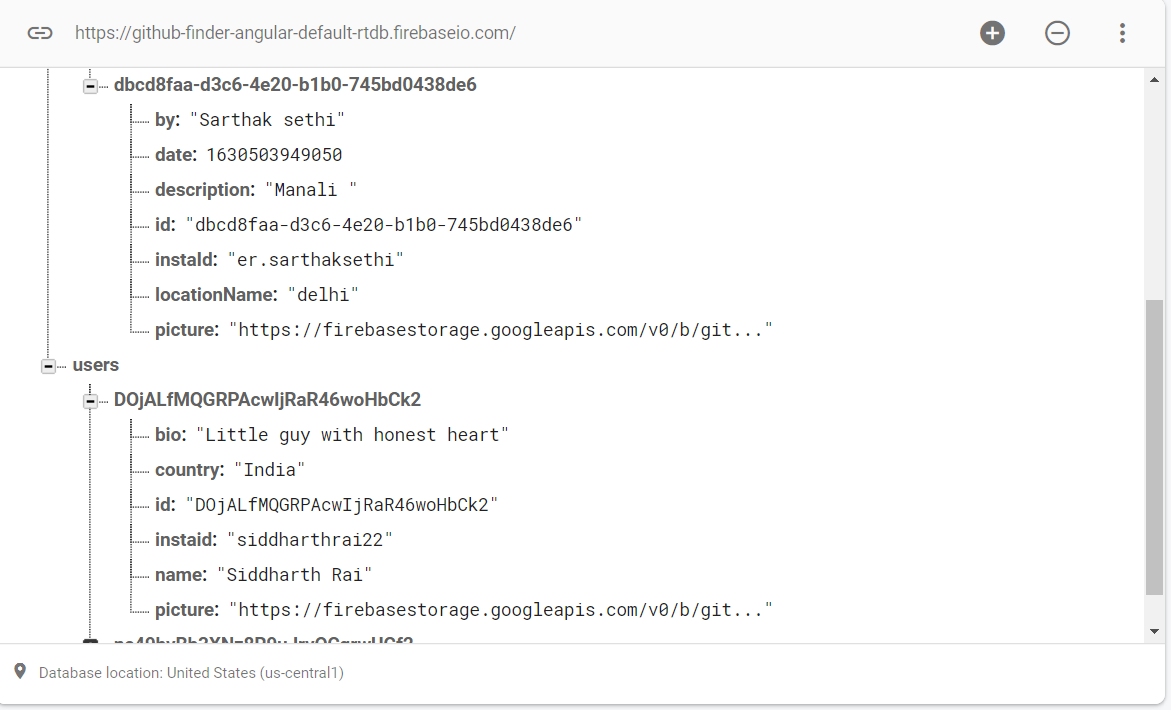 https://github-finder-angular-default-rtdb.firebaseio.com/
dbcd8faa-d3c6-4e20-b1b0-745bd0438de6
by: "Sarthak sethi"
date: 1630503949050
description: "Manali "
id: "dbcd8faa-d3c6-4e20-b1b0-745bd0438de6"
instaId: "er.sarthaksethi"
locationName: "delhi"
picture: "https://firebasestorage.googleapis.com/v0/b/git..."
users
DOjALfMQGRPAcwIjRaR46woHbCk2
bio: "Little guy with honest heart"
country: "India"
id: "DOjALfMQGRPAcwIjRaR46woHbCk2"
instaid: "siddharthrai22"
name: "Siddharth Rai"
picture: "https://firebasestorage.googleapis.com/v0/b/git..."
Database location: United States (us-central1)